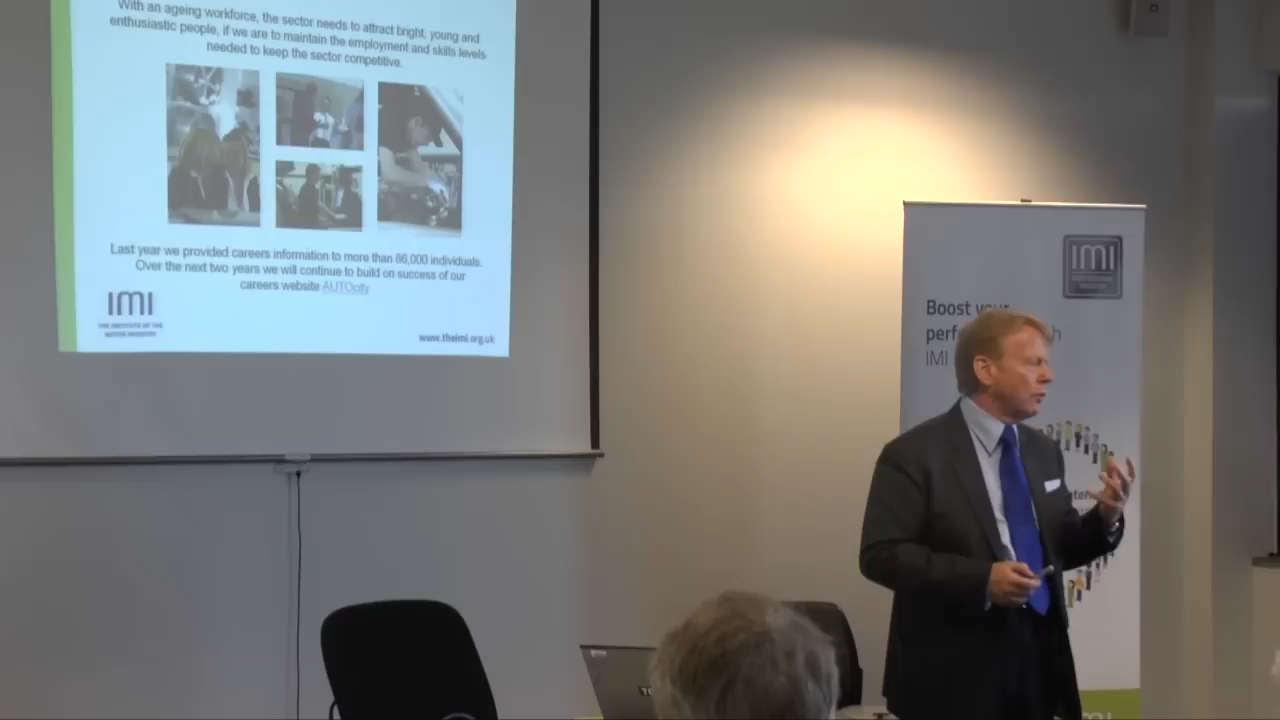 With an ageing workforce, the sector needs to attract bright, young and
enthusiastic people, if we are to maintain the employment and skills levels
needed to keep the sector competitive.
Last year we provided careers information to more than 86,000 individuals.
Over the next two years we will continue to build on success of our
careers website AUTOcity
IMI
THE INSTITUTE OF THE
MOTOR INDUSTRY
www.theimi.org.uk
IMI
Boost your
IMI